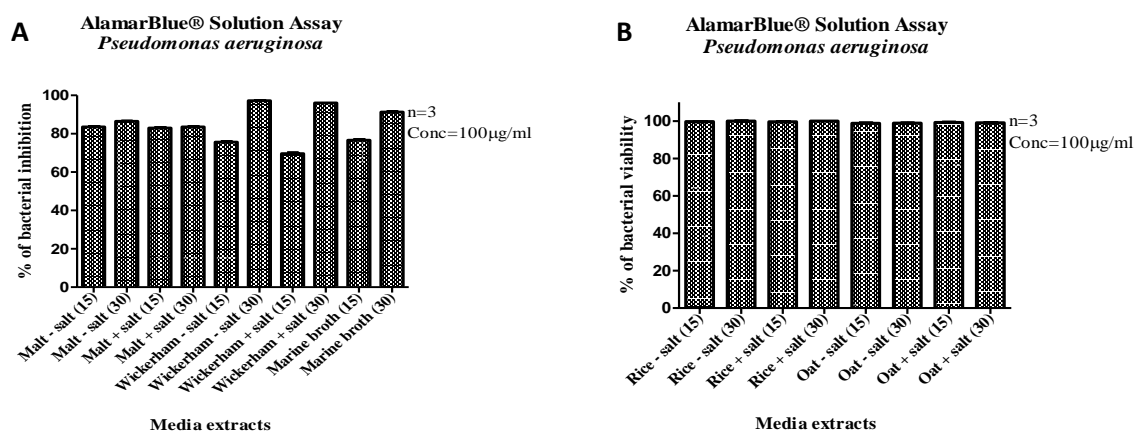 A
AlamarBlue® Solution Assay
Pseudomonas aeruginosa
% of bacterial inhibition
100
80
60
40
20
0
n=3
Conc=100µg/ml
Malt - salt (15)
Malt - salt (30)
Malt + salt (15)
Malt + salt (30)
Wickerham - salt (15)
Wickerham - salt (30)
Wickerham + salt (15)
Wickerham + salt (30)
Marine broth (15)
Marine broth (30)
Media extracts
B
AlamarBlue® Solution Assay
Pseudomonas aeruginosa
% of bacterial viability
100
80
60
40
20
0
n=3
Conc=100µg/ml
Rice - salt (15)
Rice - salt (30)
Rice + salt (15)
Rice + salt (30)
Oat - salt (15)
Oat - salt (30)
Oat + salt (15)
Oat + salt (30)
Media extracts